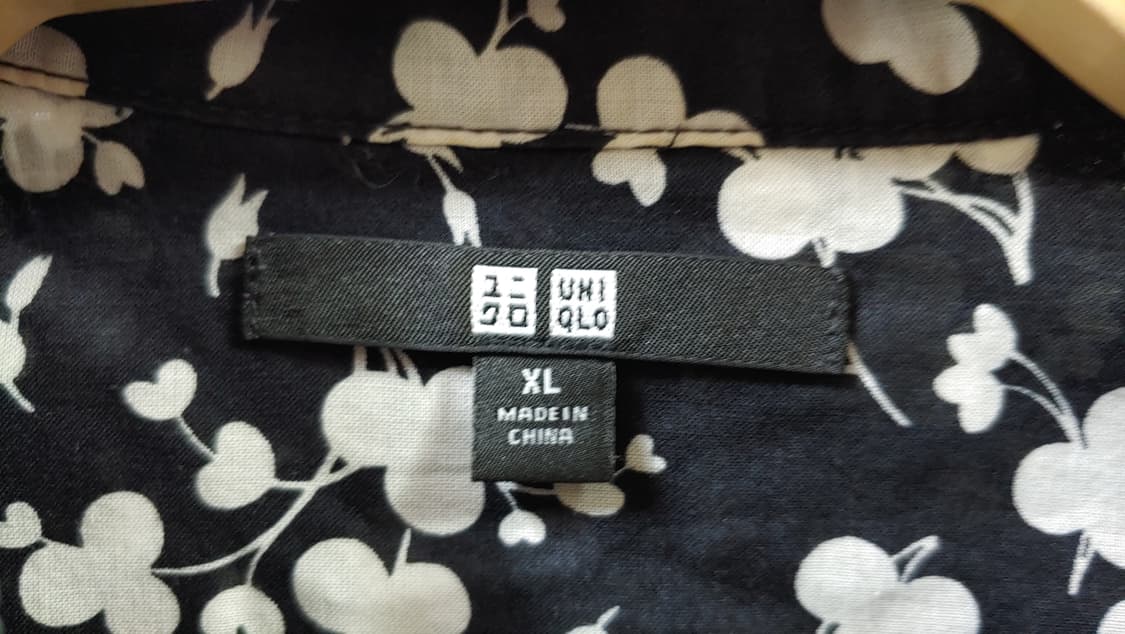 ユニ
クロ
UNI
QLO
XL
MADE IN
CHINA